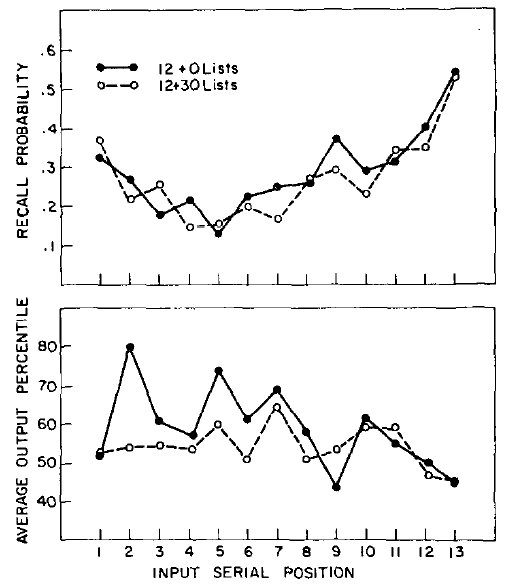 RECALL PROBABILITY
.6
.5
.4
.3
.2
.1
12 + 0 Lists
12+30 Lists
AVERAGE OUTPUT PERCENTILE
80
70
60
50
40
1 2 3 4 5 6 7 8 9 10 11 12 13
INPUT SERIAL POSITION